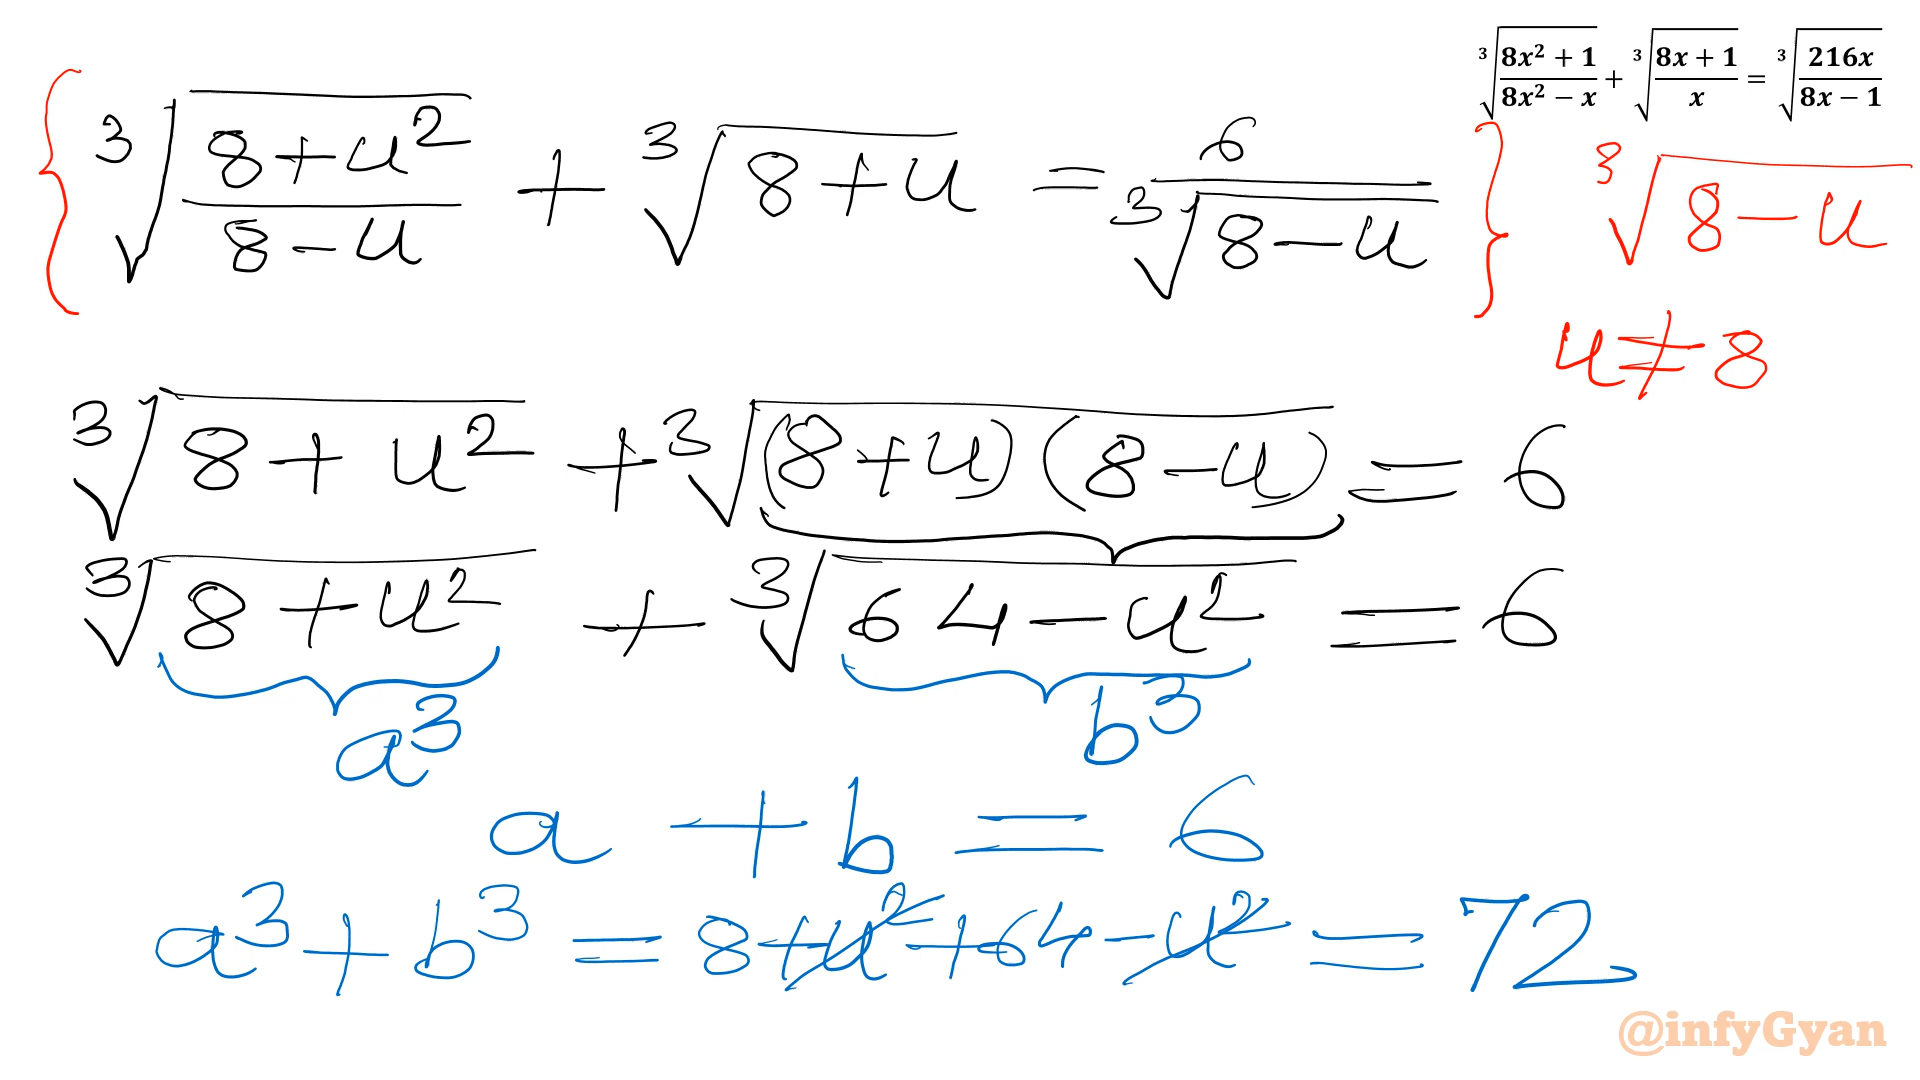 ∛((8x² + 1)/(8x² − x)) + ∛((8x + 1)/x) = ∛(216x/(8x − 1))
{ ∛((8+u²)/(8−u)) + ∛(8+u) = 6/∛(8−u) } ∛(8−u)
u ≠ 8
∛(8+u²) + ∛((8+u)(8−u)) = 6
∛(8+u²) + ∛(64−u²) = 6
a³ b³
a + b = 6
a³ + b³ = 8+u²+64−u² = 72
@infyGyan